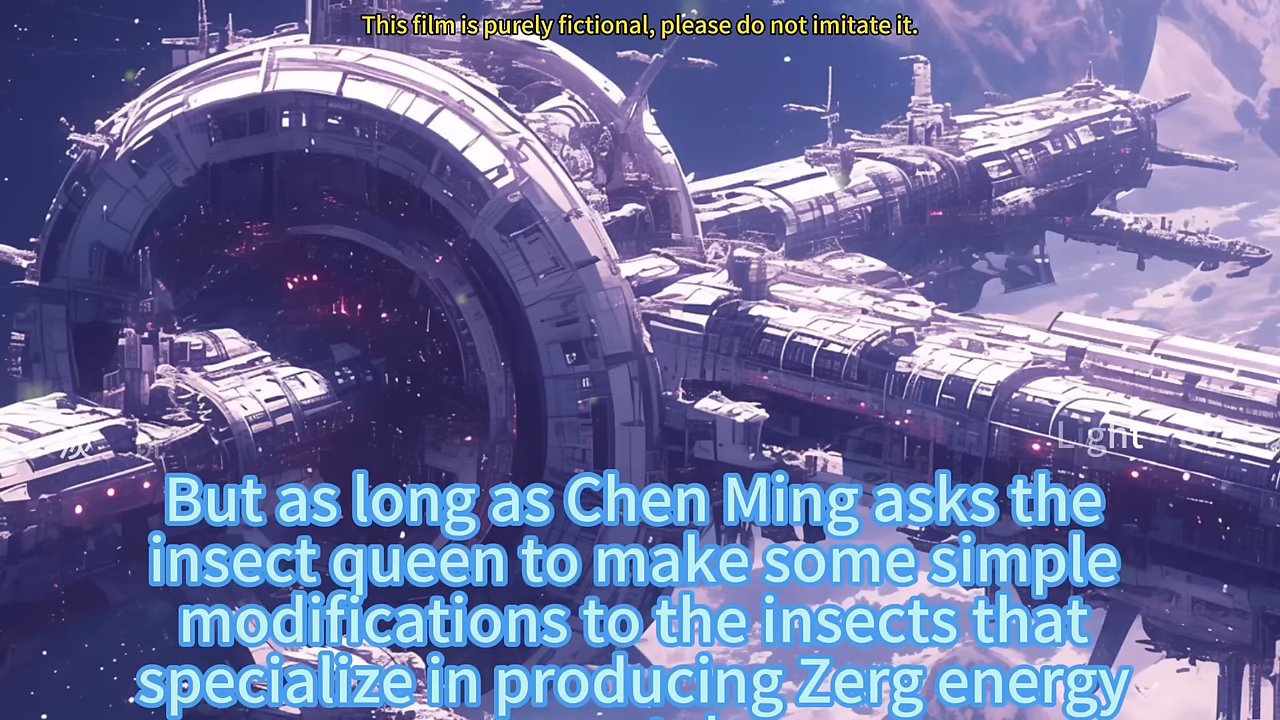 This film is purely fictional, please do not imitate it.
Light
But as long as Chen Ming asks the
insect queen to make some simple
modifications to the insects that
specialize in producing Zerg energy